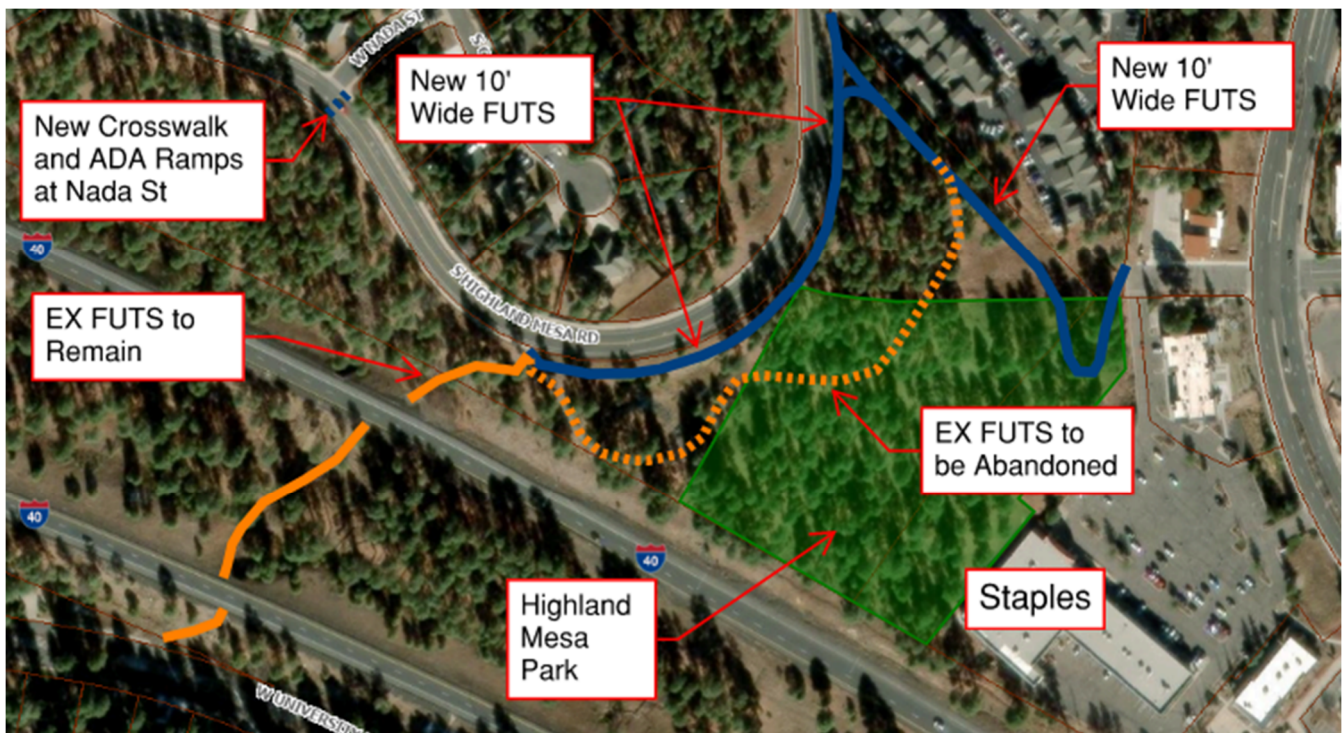 W NADA ST
New 10'
Wide FUTS
New 10'
Wide FUTS
New Crosswalk
and ADA Ramps
at Nada St
40
S HIGHLAND MESA RD
EX FUTS to
Remain
EX FUTS to
be Abandoned
40
40
Highland
Mesa
Park
Staples